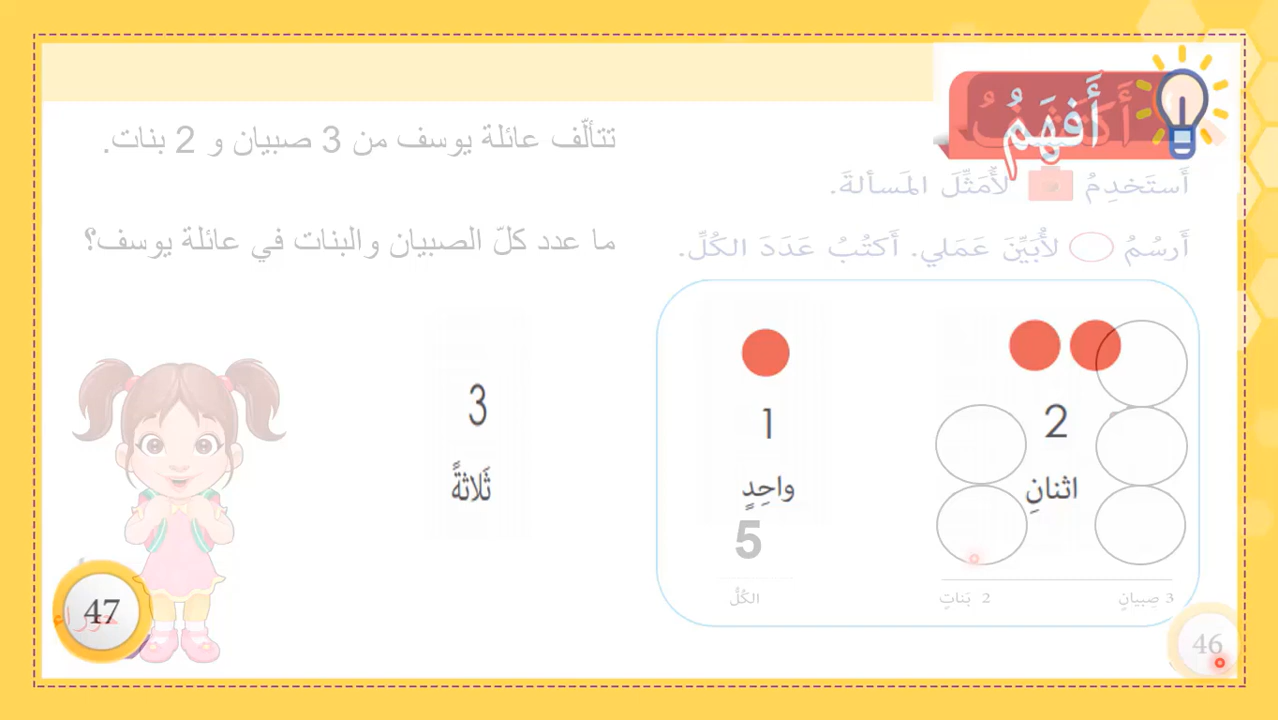 أَفهَمُ
أَكتَشِفُ
أَستَخدِمُ لأُمَثِّلَ المَسألةَ.
أَرسُمُ لأُبَيِّنَ عَمَلي. أَكتُبُ عَدَدَ الكُلِّ.
تتألّف عائلة يوسف من 3 صبيان و 2 بنات.
ما عدد كلّ الصبيان والبنات في عائلة يوسف؟
2
اثنانِ
1
واحِدٍ
3
ثَلاثةً
5
3 صِبيانٍ
2 بَناتٍ
الكُلُّ
46
47